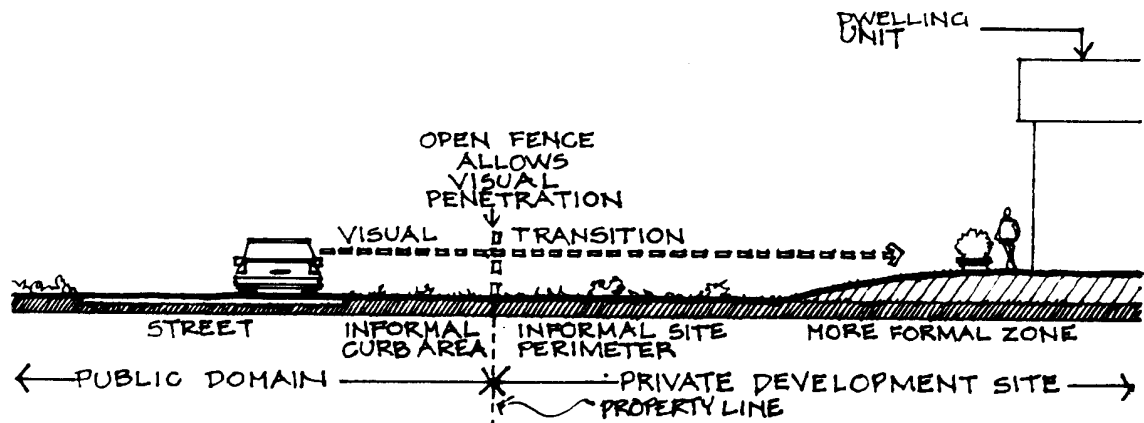 DWELLING
UNIT
OPEN FENCE
ALLOWS
VISUAL
PENETRATION
VISUAL TRANSITION
STREET
INFORMAL
CURB AREA
INFORMAL SITE
PERIMETER
MORE FORMAL ZONE
PUBLIC DOMAIN
PRIVATE DEVELOPMENT SITE
PROPERTY LINE